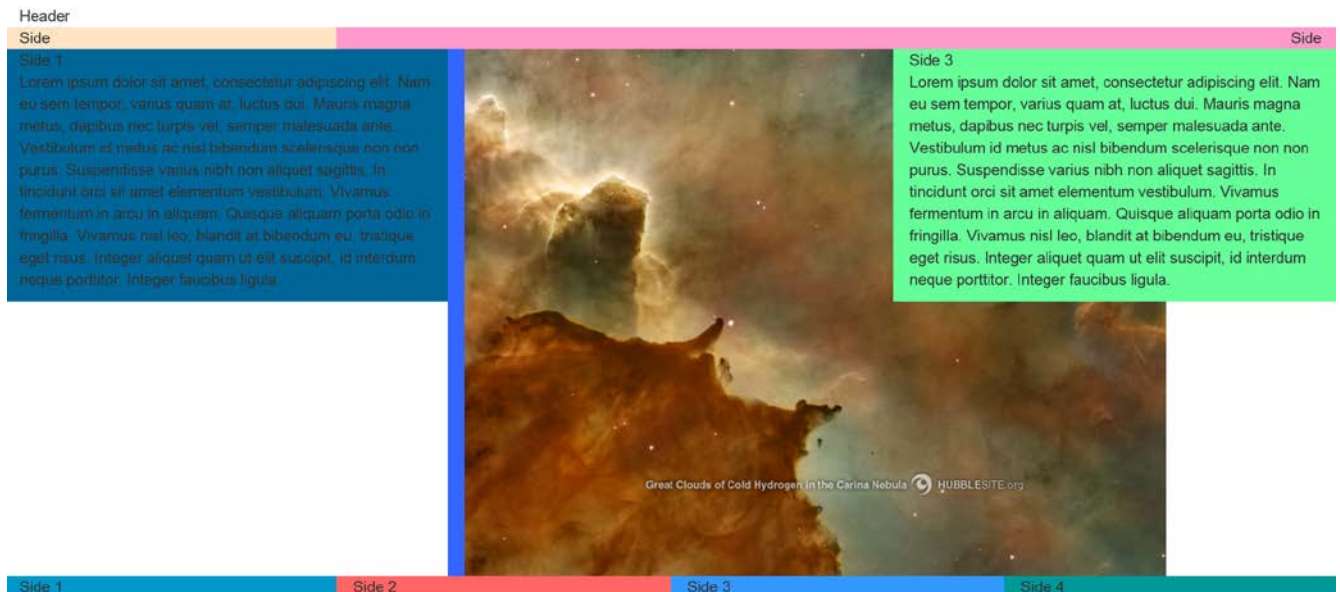 Header
Side
Side
Side 1
Lorem ipsum dolor sit amet, consectetur adipiscing elit. Nam
eu sem tempor, varius quam at, luctus dui. Mauris magna
metus, dapibus nec turpis vel, semper malesuada ante.
Vestibulum id metus ac nisl bibendum scelerisque non non
purus. Suspendisse varius nibh non aliquet sagittis. In
tincidunt orci sit amet elementum vestibulum. Vivamus
fermentum in arcu in aliquam. Quisque aliquam porta odio in
fringilla. Vivamus nisl leo, blandit at bibendum eu, tristique
eget risus. Integer aliquet quam ut elit suscipit, id interdum
neque porttitor. Integer faucibus ligula.
Side 3
Lorem ipsum dolor sit amet, consectetur adipiscing elit. Nam
eu sem tempor, varius quam at, luctus dui. Mauris magna
metus, dapibus nec turpis vel, semper malesuada ante.
Vestibulum id metus ac nisl bibendum scelerisque non non
purus. Suspendisse varius nibh non aliquet sagittis. In
tincidunt orci sit amet elementum vestibulum. Vivamus
fermentum in arcu in aliquam. Quisque aliquam porta odio in
fringilla. Vivamus nisl leo, blandit at bibendum eu, tristique
eget risus. Integer aliquet quam ut elit suscipit, id interdum
neque porttitor. Integer faucibus ligula.
Great Clouds of Cold Hydrogen in the Carina Nebula HUBBLESITE.org
Side 1
Side 2
Side 3
Side 4